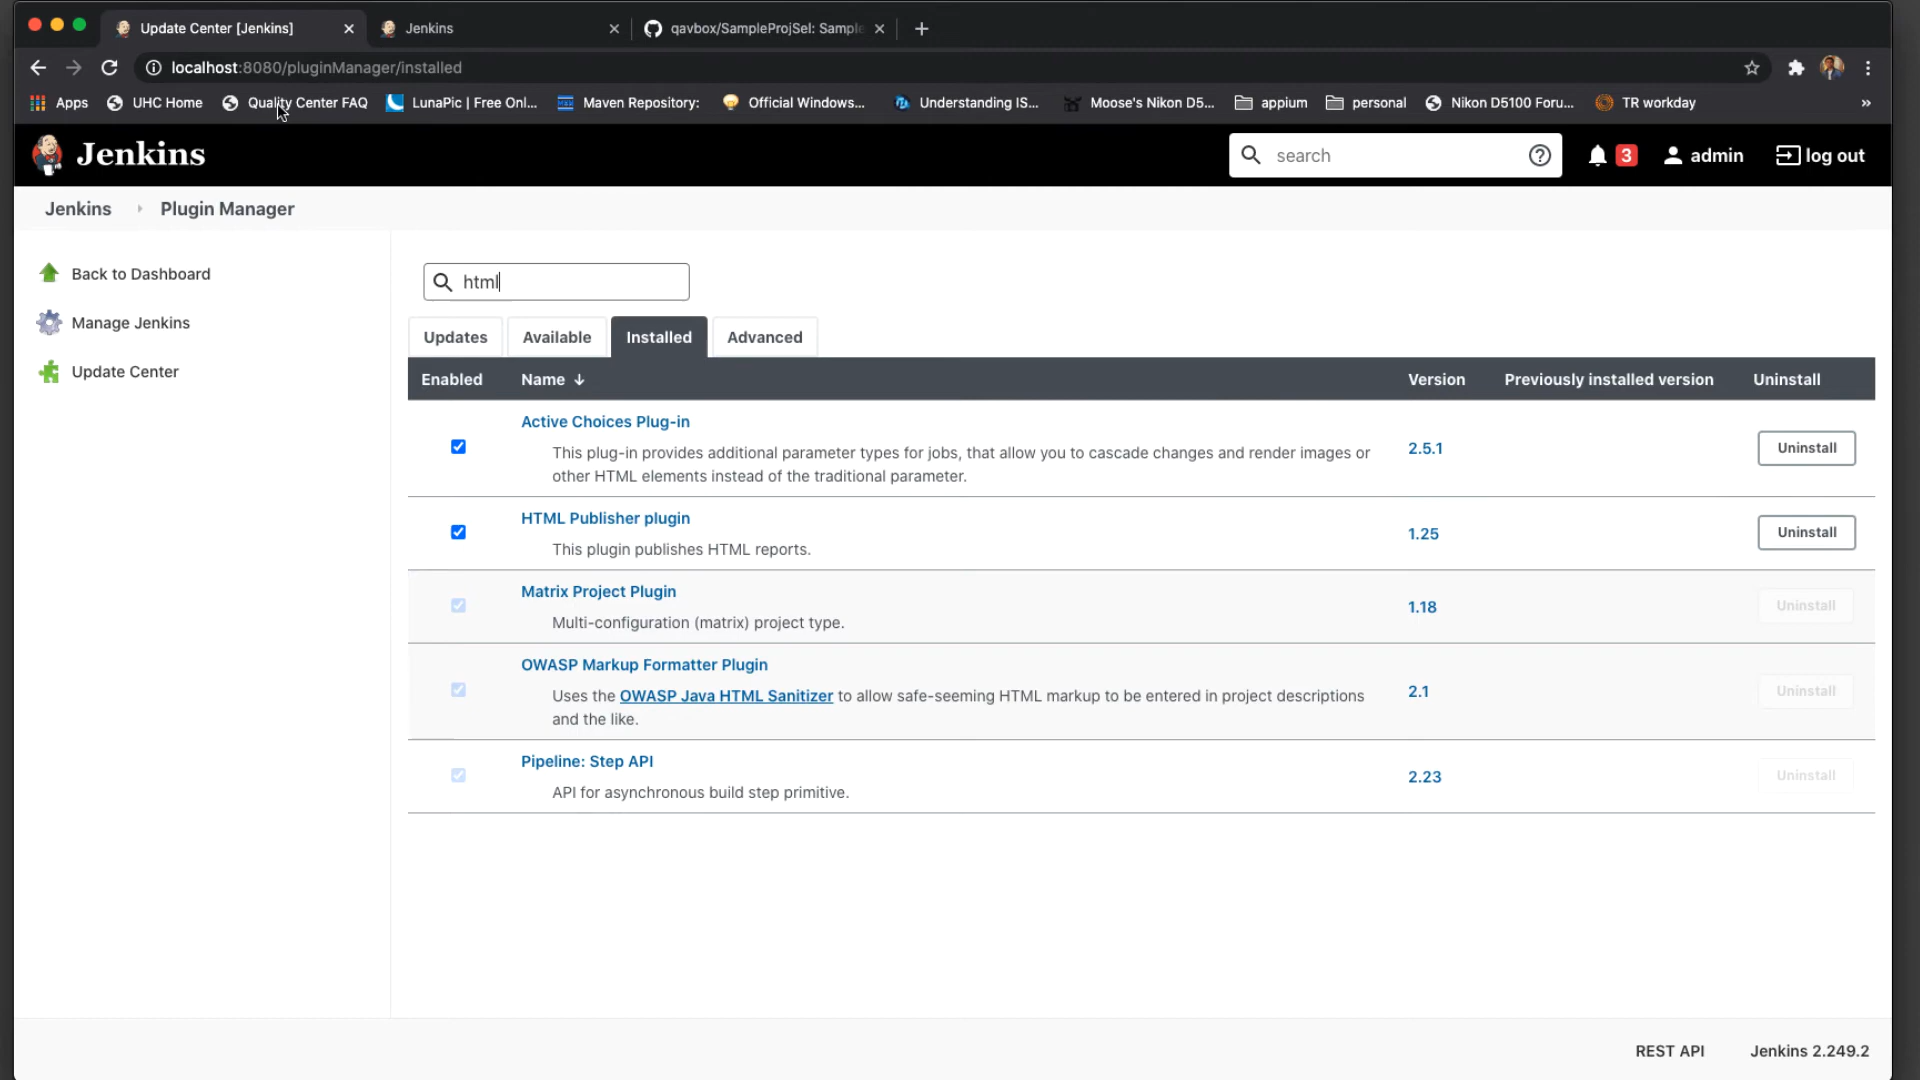 Update Center [Jenkins]
Jenkins
qavbox/SampleProjSel: Sample
localhost:8080/pluginManager/installed
Apps
UHC Home
Quality Center FAQ
LunaPic | Free Onl...
Maven Repository:
Official Windows...
Understanding IS...
Moose's Nikon D5...
appium
personal
Nikon D5100 Foru...
TR workday
»
Jenkins
search
3
admin
log out
Jenkins
Plugin Manager
Back to Dashboard
Manage Jenkins
Update Center
html
Updates
Available
Installed
Advanced
Enabled
Name ↓
Version
Previously installed version
Uninstall
Active Choices Plug-in
This plug-in provides additional parameter types for jobs, that allow you to cascade changes and render images or
other HTML elements instead of the traditional parameter.
2.5.1
Uninstall
HTML Publisher plugin
This plugin publishes HTML reports.
1.25
Uninstall
Matrix Project Plugin
Multi-configuration (matrix) project type.
1.18
Uninstall
OWASP Markup Formatter Plugin
Uses the OWASP Java HTML Sanitizer to allow safe-seeming HTML markup to be entered in project descriptions
and the like.
2.1
Uninstall
Pipeline: Step API
API for asynchronous build step primitive.
2.23
Uninstall
REST API
Jenkins 2.249.2